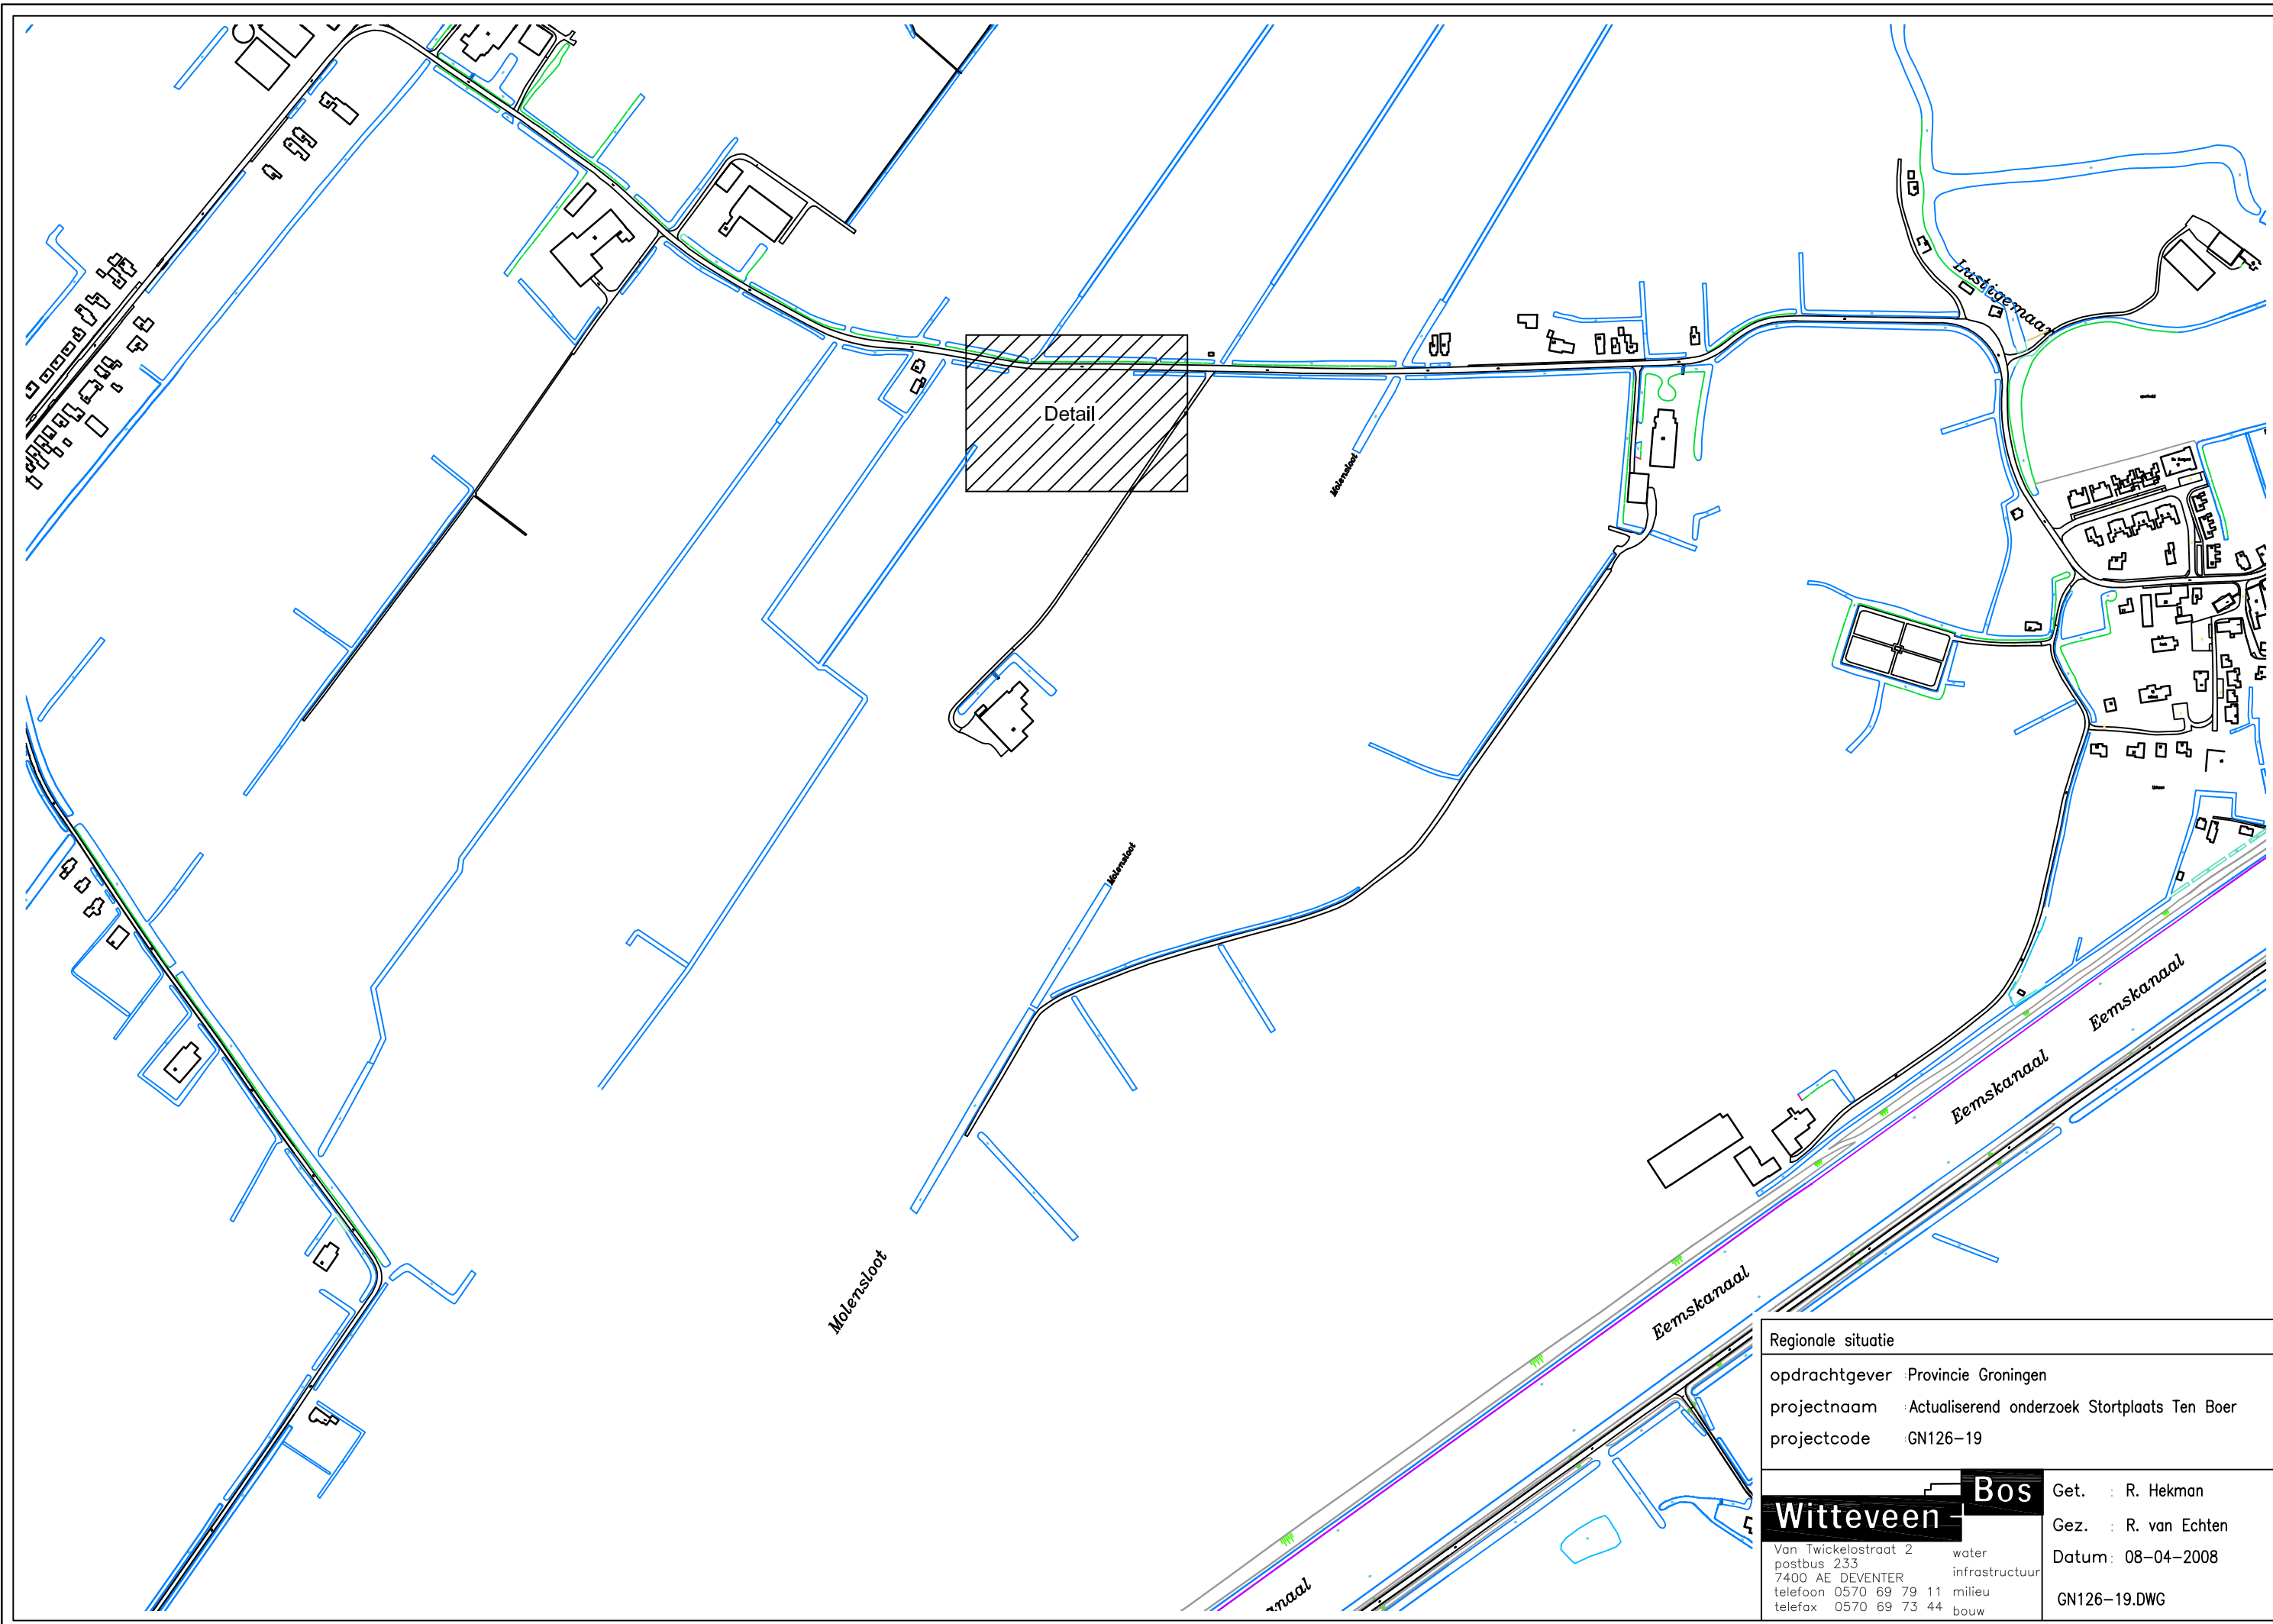 Lustigemaar
Detail
Molensloot
Molensloot
Eemskanaal
Eemskanaal
Molensloot
Eemskanaal
Regionale situatie
opdrachtgever : Provincie Groningen
projectnaam : Actualiserend onderzoek Stortplaats Ten Boer
projectcode : GN126-19
Witteveen + Bos
Van Twickelostraat 2
postbus 233
7400 AE DEVENTER
telefoon 0570 69 79 11
telefax 0570 69 73 44
water
infrastructuur
milieu
bouw
Get. : R. Hekman
Gez. : R. van Echten
Datum : 08-04-2008
GN126-19.DWG
anaal